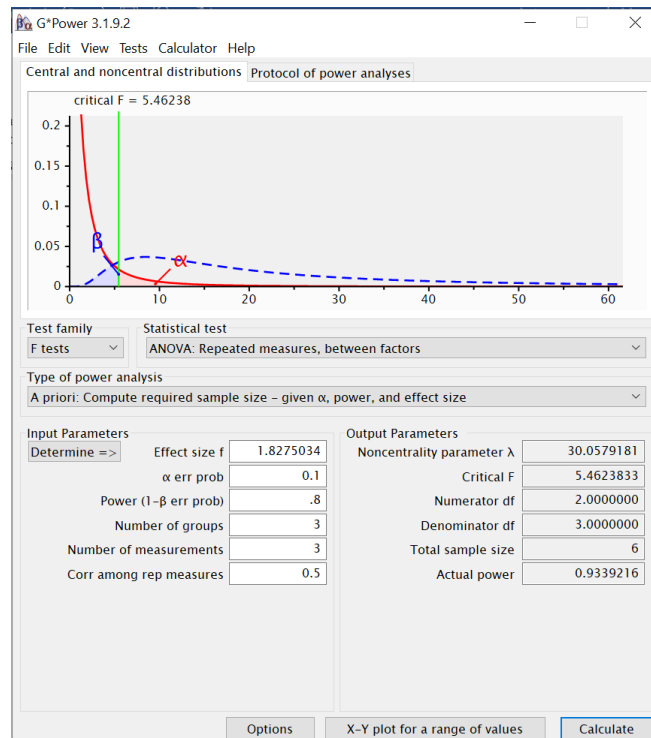 G*Power 3.1.9.2
File Edit View Tests Calculator Help
Central and noncentral distributions Protocol of power analyses
critical F = 5.46238
0.2
0.15
0.1
0.05
0
β
α
0 10 20 30 40 50 60
Test family Statistical test
F tests ANOVA: Repeated measures, between factors
Type of power analysis
A priori: Compute required sample size – given α, power, and effect size
Input Parameters Output Parameters
Determine => Effect size f 1.8275034 Noncentrality parameter λ 30.0579181
α err prob 0.1 Critical F 5.4623833
Power (1-β err prob) .8 Numerator df 2.0000000
Number of groups 3 Denominator df 3.0000000
Number of measurements 3 Total sample size 6
Corr among rep measures 0.5 Actual power 0.9339216
Options X-Y plot for a range of values Calculate